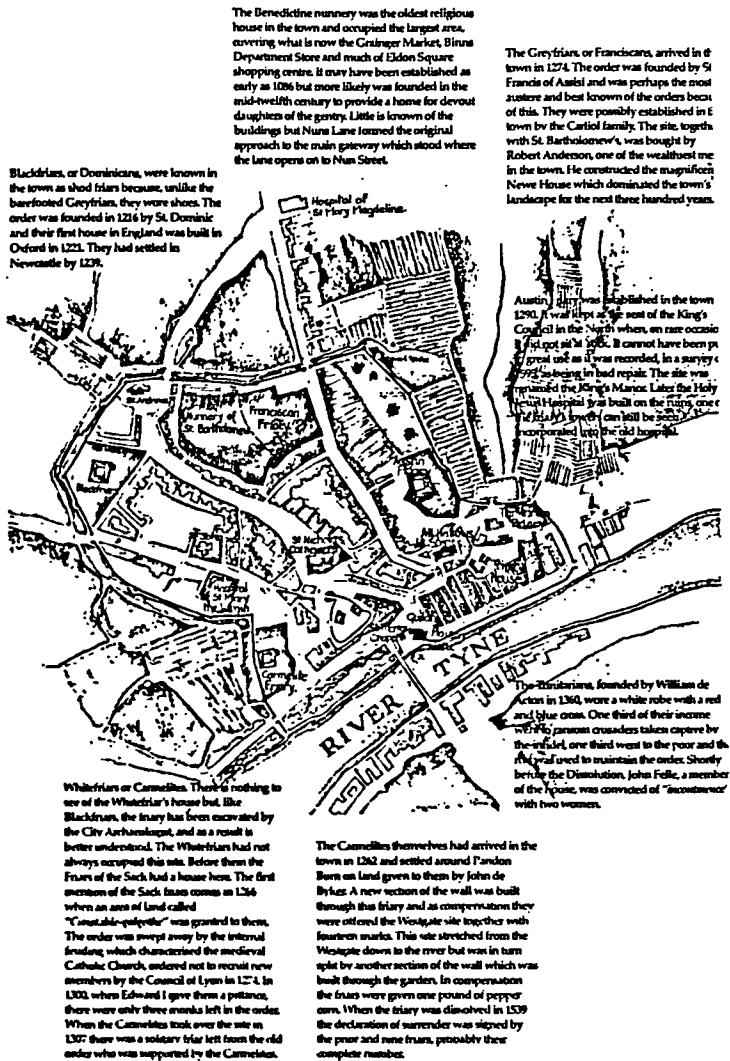 The Benedictine nunnery was the oldest religious
house in the town and occupied the largest area,
covering what is now the Grainger Market, Binns
Department Store and much of Eldon Square
shopping centre. It may have been established as
early as 1086 but more likely was founded in the
mid-twelfth century to provide a home for devout
daughters of the gentry. Little is known of the
buildings but Nuns Lane formed the original
approach to the main gateway which stood where
the lane opens on to Nun Street.
The Greyfriars, or Franciscans, arrived in th
town in 1274. The order was founded by St
Francis of Assisi and was perhaps the most
austere and best known of the orders becau
of this. They were possibly established in
town by the Carliol family. The site, togeth
with St. Bartholomew's, was bought by
Robert Anderson, one of the wealthiest me
in the town. He constructed the magnificen
Newe House which dominated the town's
landscape for the next three hundred years.
Blackfriars, or Dominicans, were known in
the town as shod friars because, unlike the
barefooted Greyfriars, they wore shoes. The
order was founded in 1216 by St. Dominic
and their first house in England was built in
Oxford in 1221. They had settled in
Newcastle by 1239.
Hospital of
St Mary Magdalene
Austin was established in the town
1290. It was kept as the seat of the King's
Council in the North when, on rare occasio
it did not sit at York. It cannot have been pu
great use as it was recorded, in a survey
as being in bad repair. The site was
renamed the King's Manor. Later the Holy
Hospital was built on the ruins, one
can still be seen
incorporated into the old hospital.
St Andrews
Nunnery of
St. Bartholomew
Franciscan
Friary
Blackfriars
St Nicholas
Hospital
of St Mary
the Virgin
House
Carmelite
Friary
RIVER TYNE
The Trinitarians, founded by William de
Acton in 1360, wore a white robe with a red
and blue cross. One third of their income
went to ransom crusaders taken captive by
the infidel, one third went to the poor and th
rest was used to maintain the order. Shortly
before the Dissolution, John Felle, a member
of the house, was convicted of "incontinence"
with two women.
Whitefriars or Carmelites. There is nothing to
see of the Whitefriar's house but, like
Blackfriars, the friary has been excavated by
the City Archaeologist, and as a result is
better understood. The Whitefriars had not
always occupied this site. Before them the
Friars of the Sack had a house here. The first
mention of the Sack friars comes in 1266
when an area of land called
was granted to them.
The order was swept away by the internal
feuding which characterised the medieval
Catholic Church, ordered not to recruit new
members by the Council of Lyon in 1274. In
1300, when Edward I gave them a pittance,
there were only three monks left in the order.
When the Carmelites took over the site in
1307 there was a solitary friar left from the old
order who was supported by the Carmelites.
The Carmelites themselves had arrived in the
town in 1262 and settled around Pandon
Burn on land given to them by John de
Byker. A new section of the wall was built
through this friary and as compensation they
were offered the Westgate site together with
fourteen marks. This site stretched from the
Westgate down to the river but was in turn
split by another section of the wall which was
built through the garden. In compensation
the friars were given one pound of pepper
corn. When the friary was dissolved in 1539
the declaration of surrender was signed by
the prior and nine friars, probably their
complete number.